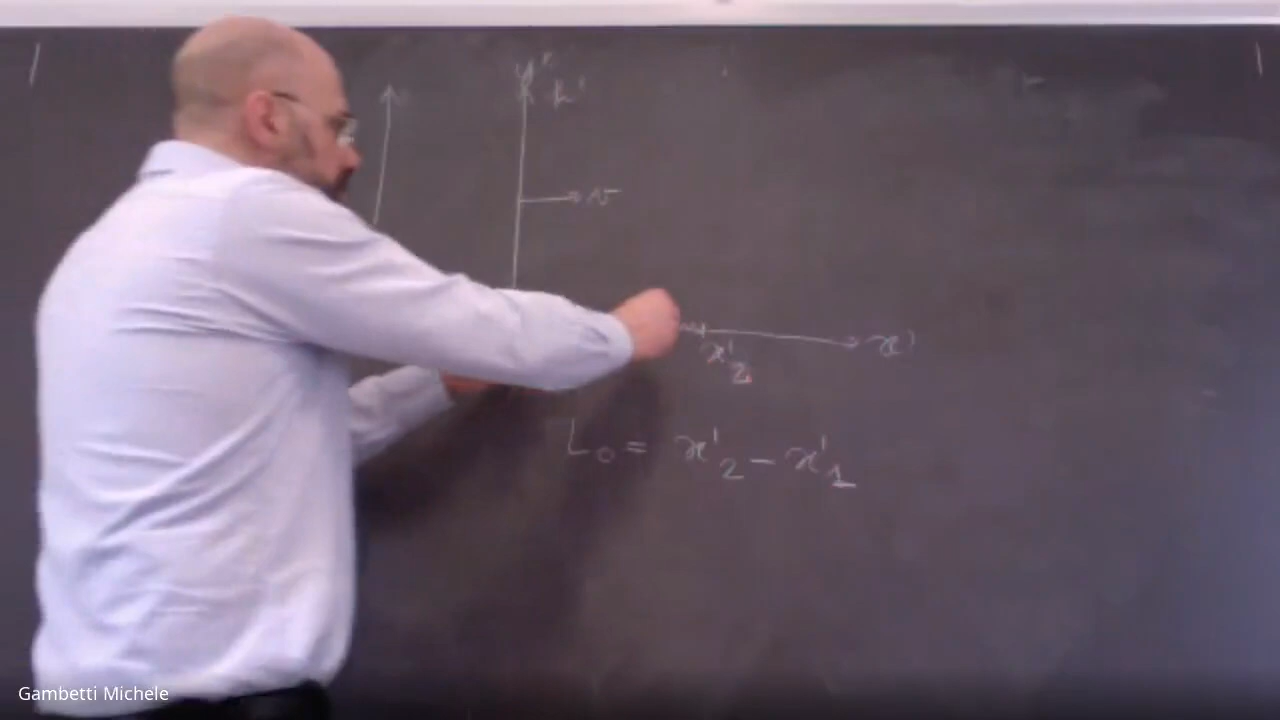 y' k'
v
x'
x'₂
L₀ = x'₂ - x'₁
Gambetti Michele